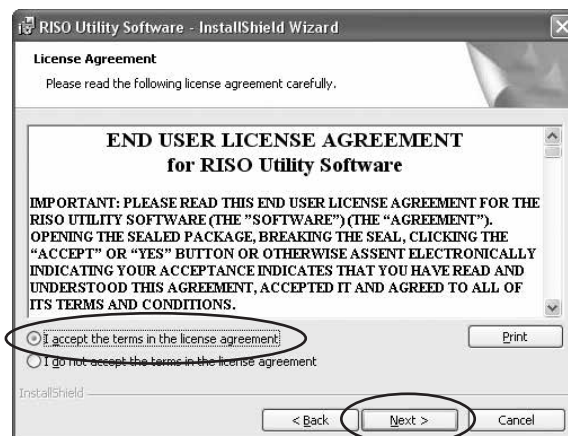 RISO Utility Software - InstallShield Wizard
License Agreement
Please read the following license agreement carefully.
END USER LICENSE AGREEMENT
for RISO Utility Software
IMPORTANT: PLEASE READ THIS END USER LICENSE AGREEMENT FOR THE
RISO UTILITY SOFTWARE (THE ”SOFTWARE”) (THE “AGREEMENT”).
OPENING THE SEALED PACKAGE, BREAKING THE SEAL, CLICKING THE
“ACCEPT” OR “YES” BUTTON OR OTHERWISE ASSENT ELECTRONICALLY
INDICATING YOUR ACCEPTANCE INDICATES THAT YOU HAVE READ AND
UNDERSTOOD THIS AGREEMENT, ACCEPTED IT AND AGREED TO ALL OF
ITS TERMS AND CONDITIONS.
I accept the terms in the license agreement
Print
I do not accept the terms in the license agreement
InstallShield
< Back
Next >
Cancel